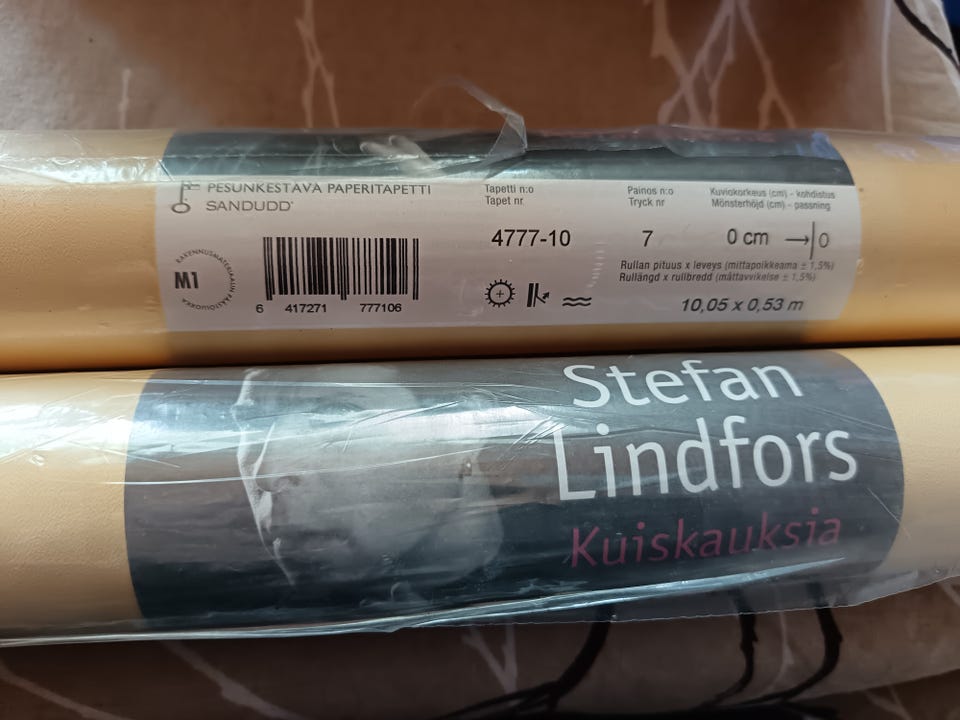 PESUNKESTÄVÄ PAPERITAPETTI
SANDUDD
Tapetti n:o
Tapet nr
Painos n:o
Tryck nr
Kuviokorkeus (cm) - kohdistus
Mönsterhöjd (cm) - passning
4777-10
7
0 cm
0
RAKENNUSMATERIAALIN PÄÄSTÖLUOKKA
M1
6 417271 777106
Rullan pituus x leveys (mittapoikkeama ± 1,5%)
Rullängd x rullbredd (måttavvikelse ± 1,5%)
10,05 x 0,53 m
Stefan
Lindfors
Kuiskauksia